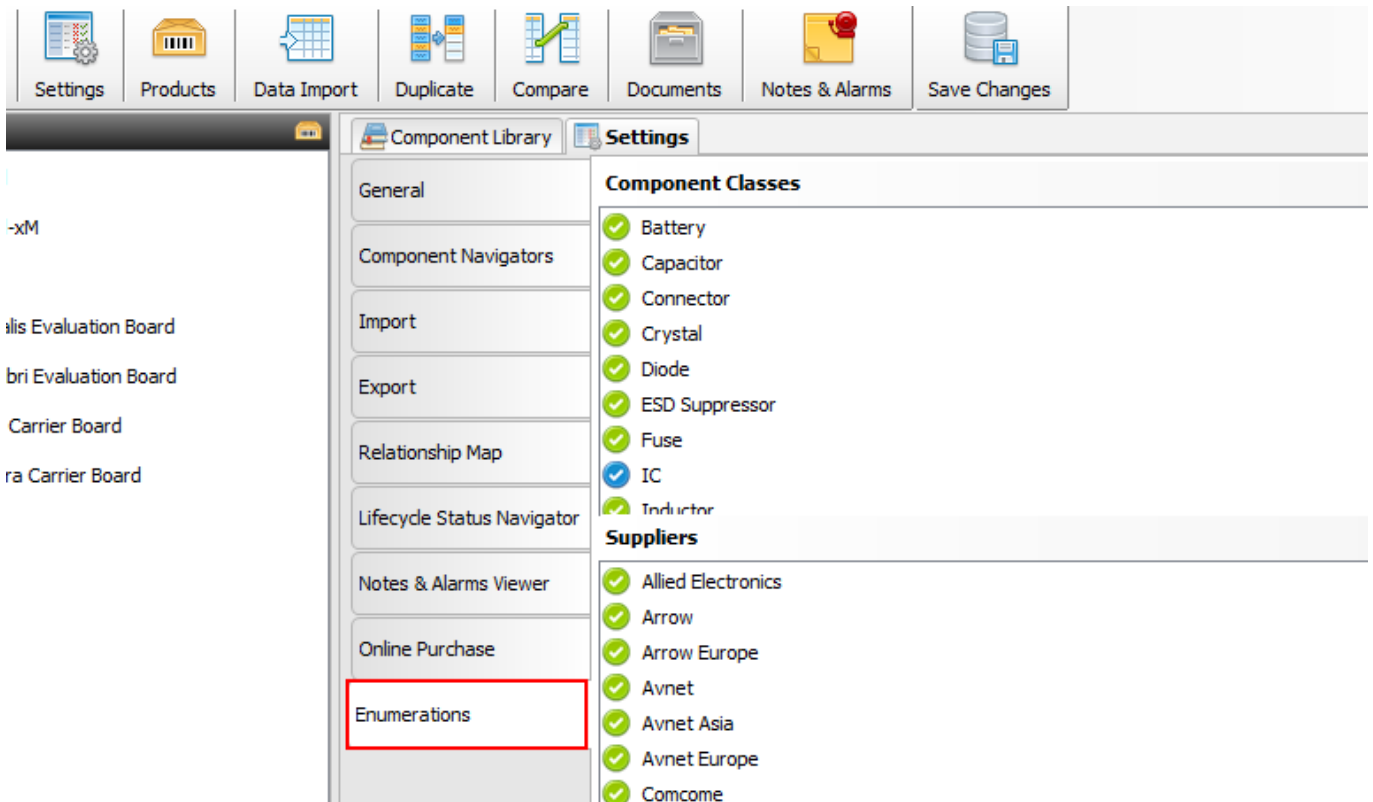 Settings
Products
Data Import
Duplicate
Compare
Documents
Notes & Alarms
Save Changes
-xM
Evaluation Board
Evaluation Board
Carrier Board
Carrier Board
Component Library
Settings
General
Component Navigators
Import
Export
Relationship Map
Lifecycle Status Navigator
Notes & Alarms Viewer
Online Purchase
Enumerations
Component Classes
Battery
Capacitor
Connector
Crystal
Diode
ESD Suppressor
Fuse
IC
Inductor
Suppliers
Allied Electronics
Arrow
Arrow Europe
Avnet
Avnet Asia
Avnet Europe
Comcome